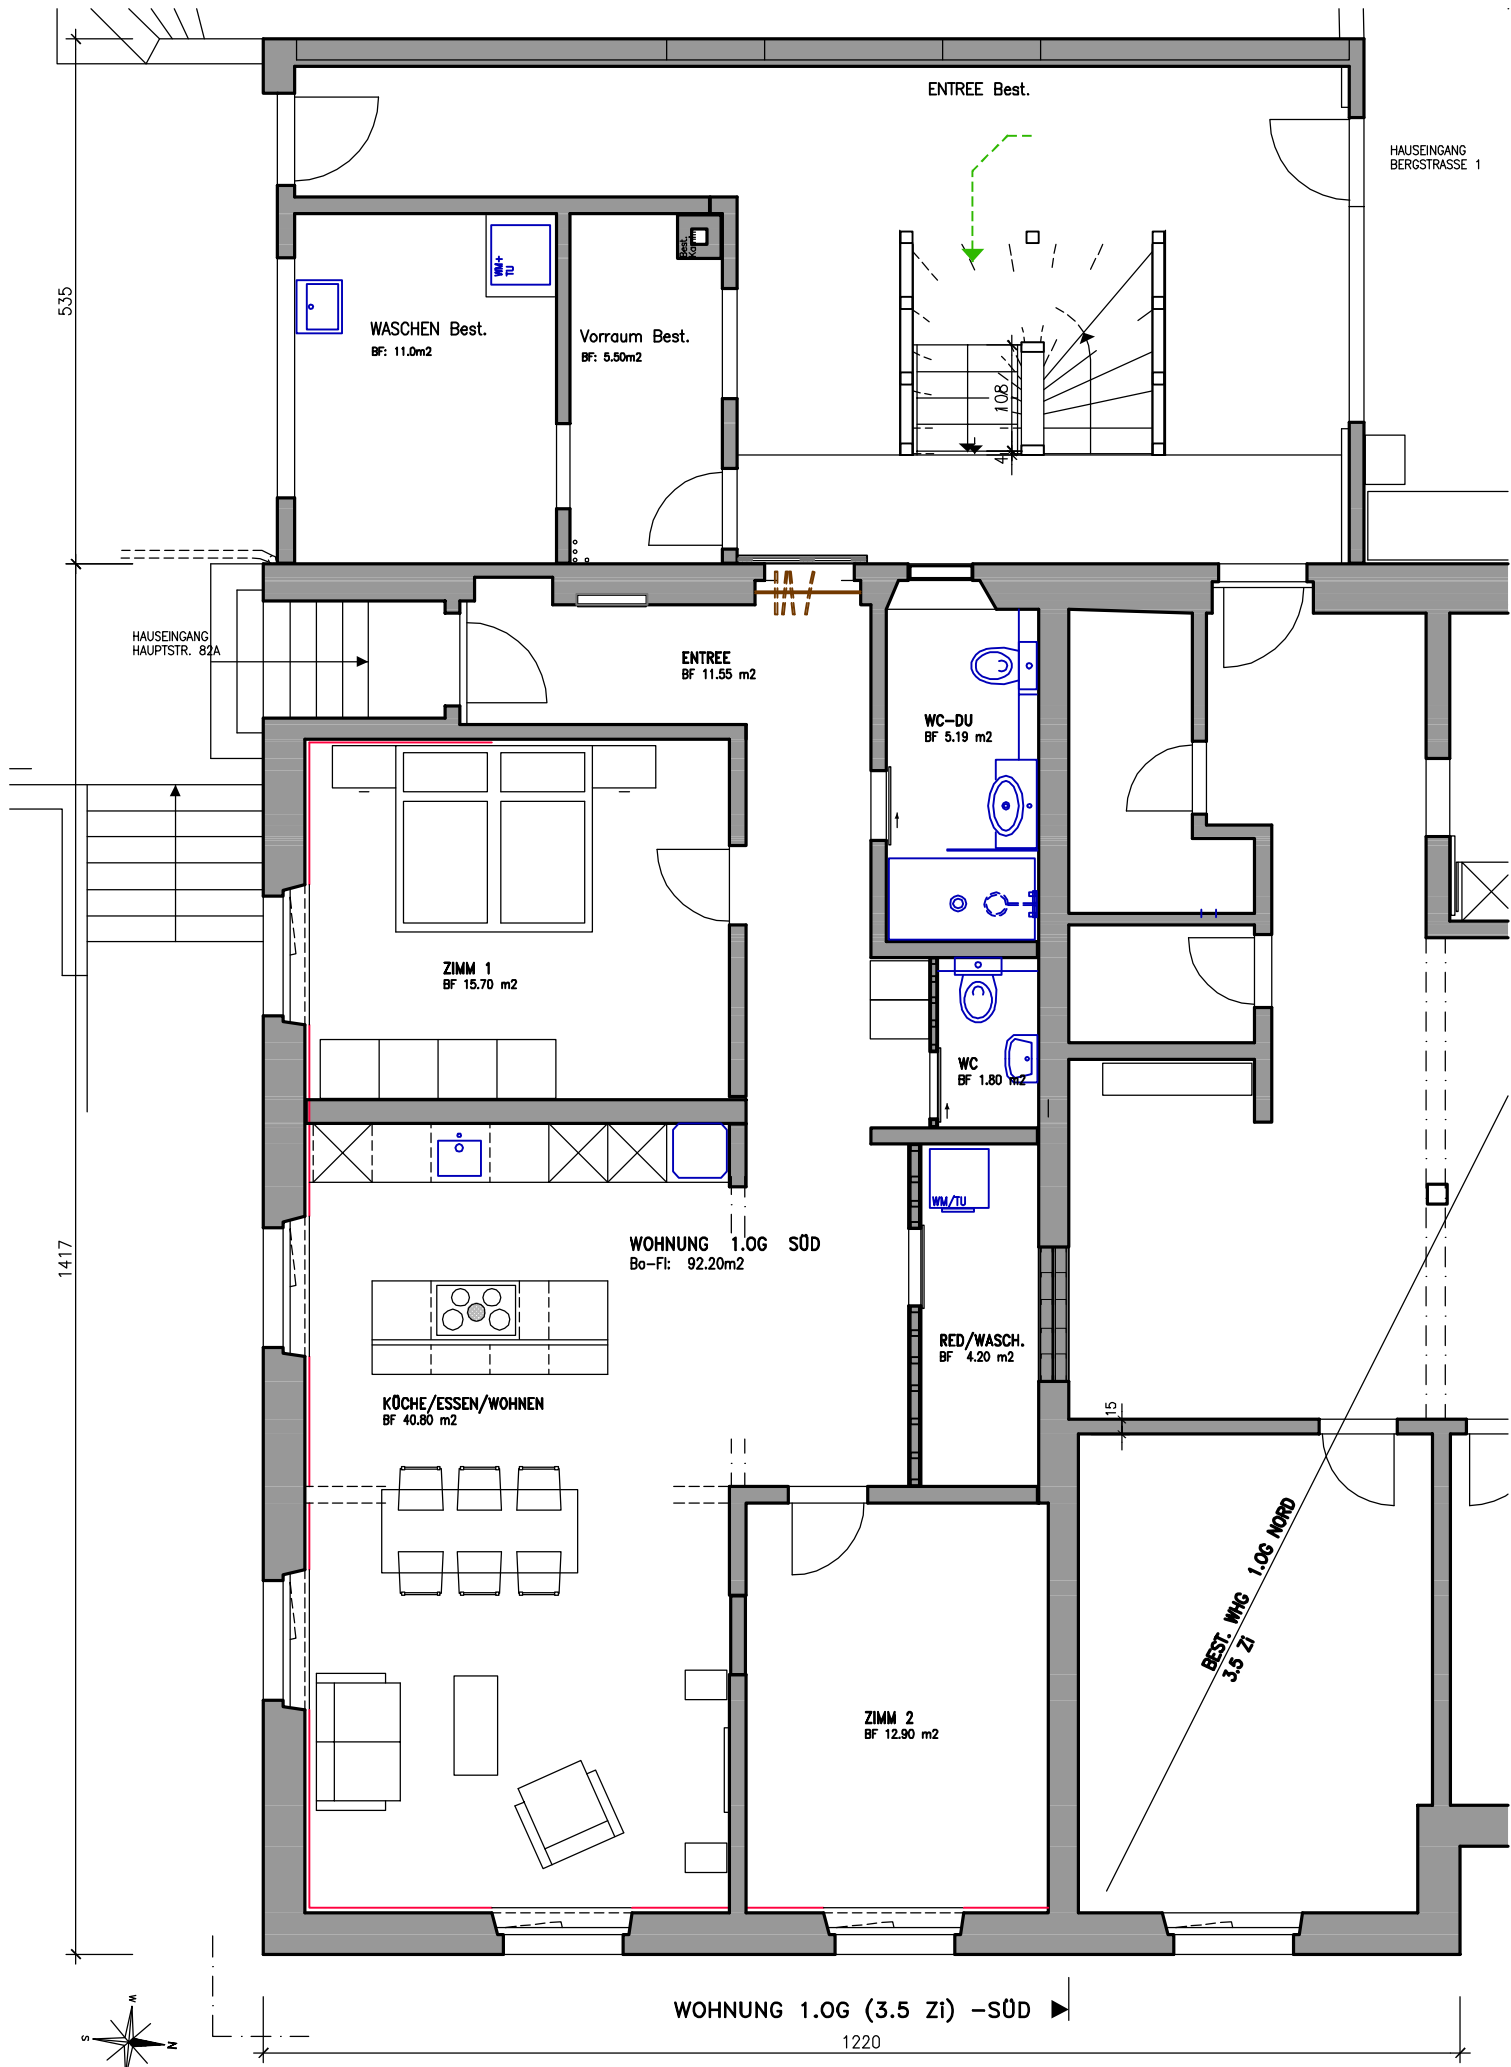 ENTREE Best.
HAUSEINGANG
BERGSTRASSE 1
Best.
Kamin
WM+
TU
WASCHEN Best.
BF: 11.0m2
Vorraum Best.
BF: 5.50m2
535
108
4
HAUSEINGANG
HAUPTSTR. 82A
ENTREE
BF 11.55 m2
WC-DU
BF 5.19 m2
ZIMM 1
BF 15.70 m2
WC
BF 1.80 m2
WM/TU
WOHNUNG 1.OG SÜD
Bo-Fl: 92.20m2
1417
RED/WASCH.
BF 4.20 m2
KÜCHE/ESSEN/WOHNEN
BF 40.80 m2
15
BEST. WHG 1.OG NORD
3.5 Zi
ZIMM 2
BF 12.90 m2
WOHNUNG 1.OG (3.5 Zi) -SÜD
1220
W
S
N